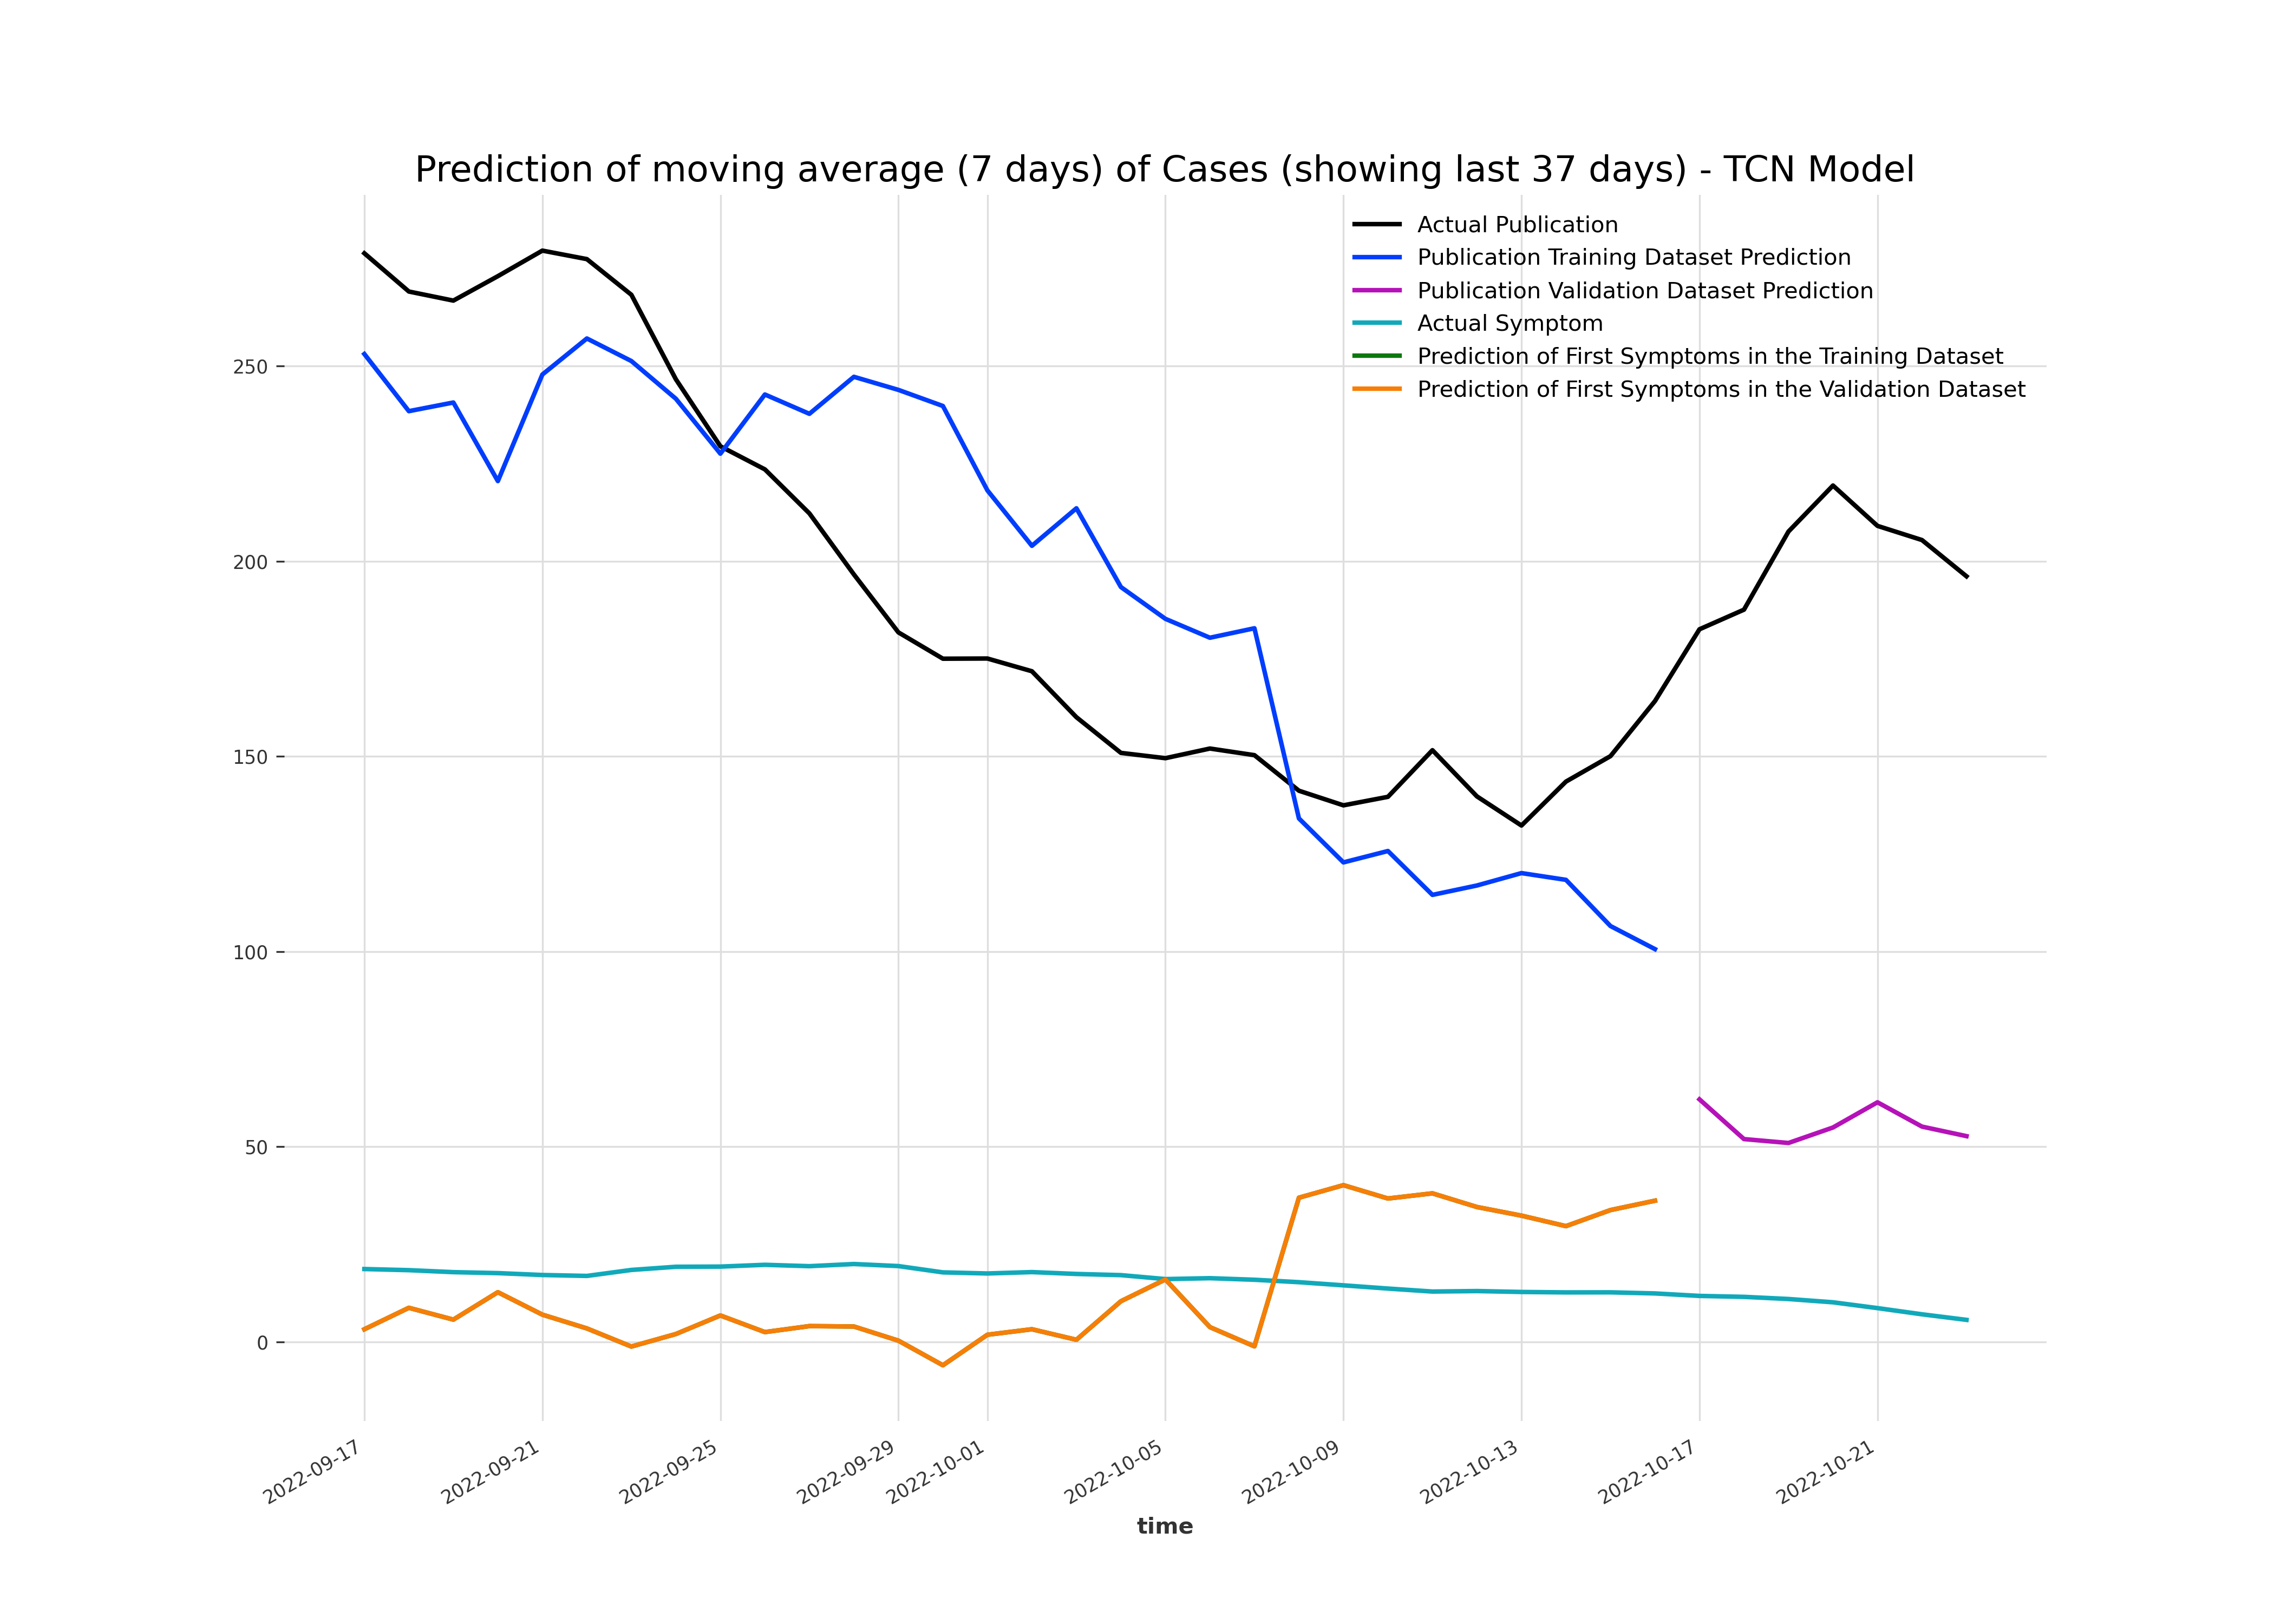 Prediction of moving average (7 days) of Cases (showing last 37 days) - TCN Model
Actual Publication
Publication Training Dataset Prediction
Publication Validation Dataset Prediction
Actual Symptom
Prediction of First Symptoms in the Training Dataset
Prediction of First Symptoms in the Validation Dataset
250
200
150
100
50
0
2022-09-17
2022-09-21
2022-09-25
2022-09-29
2022-10-01
2022-10-05
2022-10-09
2022-10-13
2022-10-17
2022-10-21
time